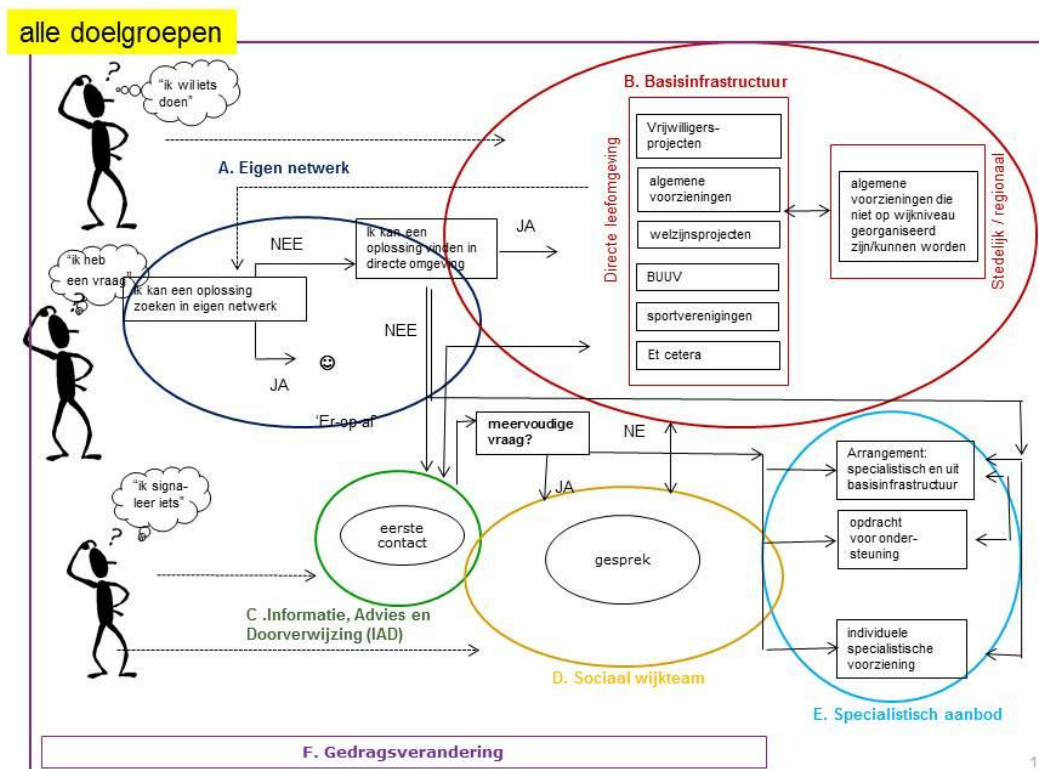 alle doelgroepen
?
"ik wil iets
doen"
B. Basisinfrastructuur
Directe leefomgeving
Vrijwilligers-
projecten
algemene
voorzieningen
welzijnsprojecten
BUUV
sportverenigingen
Et cetera
Stedelijk / regionaal
algemene
voorzieningen die
niet op wijkniveau
georganiseerd
zijn/kunnen worden
A. Eigen netwerk
NEE
Ik kan een
oplossing vinden in
directe omgeving
JA
"ik heb
een vraag"
?
Ik kan een oplossing
zoeken in eigen netwerk
NEE
JA
'Er-op-af'
meervoudige
vraag?
NE
JA
Arrangement:
specialistisch en uit
basisinfrastructuur
opdracht
voor onder-
steuning
individuele
specialistische
voorziening
"ik signa-
leer iets"
?
eerste
contact
gesprek
C .Informatie, Advies en
Doorverwijzing (IAD)
D. Sociaal wijkteam
E. Specialistisch aanbod
F. Gedragsverandering
1